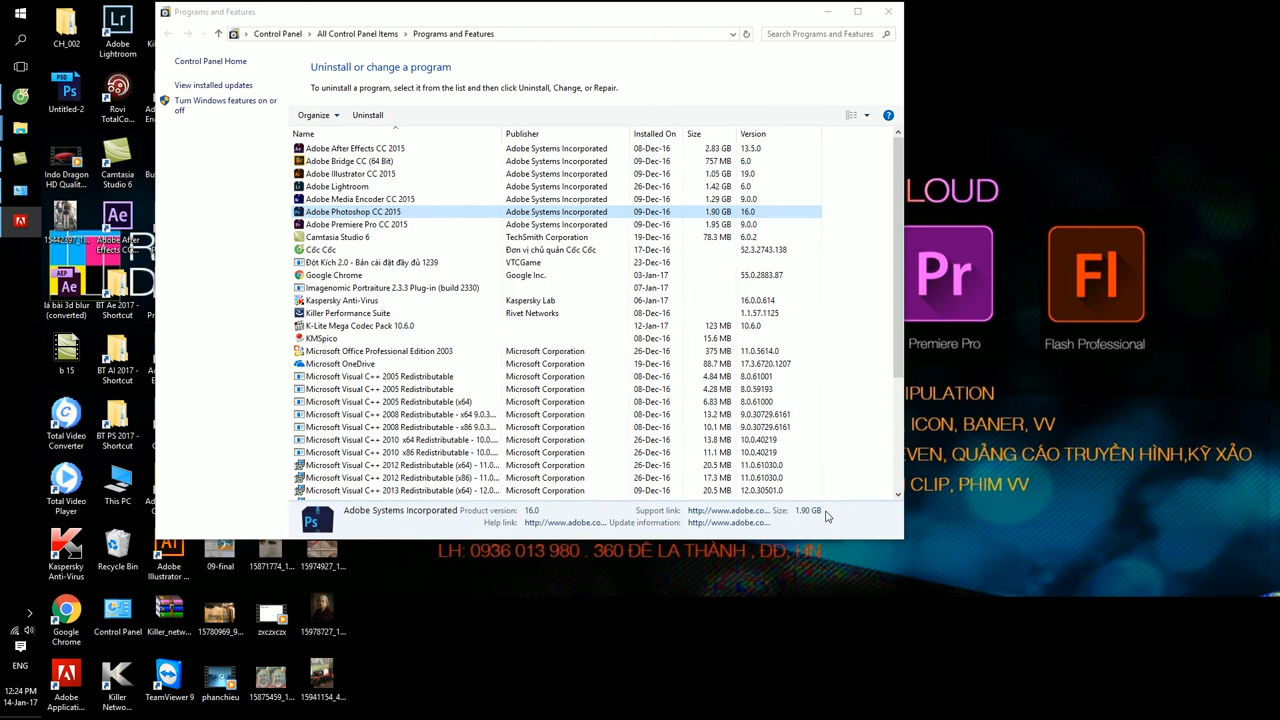 Programs and Features
Control Panel > All Control Panel Items > Programs and Features
Search Programs and Features
Control Panel Home
View installed updates
Turn Windows features on or
off
Uninstall or change a program
To uninstall a program, select it from the list and then click Uninstall, Change, or Repair.
Organize Uninstall
Name Publisher Installed On Size Version
Adobe After Effects CC 2015 Adobe Systems Incorporated 08-Dec-16 2.83 GB 13.5.0
Adobe Bridge CC (64 Bit) Adobe Systems Incorporated 09-Dec-16 757 MB 6.0
Adobe Illustrator CC 2015 Adobe Systems Incorporated 09-Dec-16 1.05 GB 19.0
Adobe Lightroom Adobe Systems Incorporated 26-Dec-16 1.42 GB 6.0
Adobe Media Encoder CC 2015 Adobe Systems Incorporated 09-Dec-16 1.29 GB 9.0.0
Adobe Photoshop CC 2015 Adobe Systems Incorporated 09-Dec-16 1.90 GB 16.0
Adobe Premiere Pro CC 2015 Adobe Systems Incorporated 09-Dec-16 1.95 GB 9.0.0
Camtasia Studio 6 TechSmith Corporation 19-Dec-16 78.3 MB 6.0.2
Cốc Cốc Đơn vị chủ quản Cốc Cốc 17-Dec-16 52.3.2743.138
Đột Kích 2.0 - Bản cài đặt đầy đủ 1239 VTCGame 23-Dec-16
Google Chrome Google Inc. 03-Jan-17 55.0.2883.87
Imagenomic Portraiture 2.3.3 Plug-in (build 2330) 07-Jan-17
Kaspersky Anti-Virus Kaspersky Lab 06-Jan-17 16.0.0.614
Killer Performance Suite Rivet Networks 08-Dec-16 1.1.57.1125
K-Lite Mega Codec Pack 10.6.0 12-Jan-17 123 MB 10.6.0
KMSpico 08-Dec-16 15.6 MB
Microsoft Office Professional Edition 2003 Microsoft Corporation 26-Dec-16 375 MB 11.0.5614.0
Microsoft OneDrive Microsoft Corporation 19-Dec-16 88.7 MB 17.3.6720.1207
Microsoft Visual C++ 2005 Redistributable Microsoft Corporation 26-Dec-16 4.84 MB 8.0.61001
Microsoft Visual C++ 2005 Redistributable Microsoft Corporation 26-Dec-16 4.28 MB 8.0.59193
Microsoft Visual C++ 2005 Redistributable (x64) Microsoft Corporation 26-Dec-16 6.83 MB 8.0.61000
Microsoft Visual C++ 2008 Redistributable - x64 9.0.3... Microsoft Corporation 26-Dec-16 13.2 MB 9.0.30729.6161
Microsoft Visual C++ 2008 Redistributable - x86 9.0.3... Microsoft Corporation 09-Dec-16 10.1 MB 9.0.30729.6161
Microsoft Visual C++ 2010 x64 Redistributable - 10.0.... Microsoft Corporation 26-Dec-16 13.8 MB 10.0.40219
Microsoft Visual C++ 2010 x86 Redistributable - 10.0.... Microsoft Corporation 26-Dec-16 11.1 MB 10.0.40219
Microsoft Visual C++ 2012 Redistributable (x64) - 11.0... Microsoft Corporation 26-Dec-16 20.5 MB 11.0.61030.0
Microsoft Visual C++ 2012 Redistributable (x86) - 11.0... Microsoft Corporation 26-Dec-16 17.3 MB 11.0.61030.0
Microsoft Visual C++ 2013 Redistributable (x64) - 12.0... Microsoft Corporation 09-Dec-16 20.5 MB 12.0.30501.0
Adobe Systems Incorporated Product version: 16.0 Support link: http://www.adobe.co... Size: 1.90 GB
Help link: http://www.adobe.co... Update information: http://www.adobe.co...
Ps
LOUD
Pr Fl
Premiere Pro Flash Professional
IPULATION
ICON, BANER, VV
EVEN, QUẢNG CÁO TRUYỀN HÌNH,KỸ XẢO
CLIP, PHIM VV
LH: 0936 013 980 . 360 ĐÊ LA THÀNH , ĐĐ, HN
CH_002
Lr
Adobe
Lightroom
PSD
Ps
Untitled-2
Rovi
TotalCo...
Indo Dragon
HD Qualit...
Camtasia
Studio 6
15442397_1...
Ae
Adobe After
Effects CC...
AEP
Ae
lá bài 3d blur
(converted)
BT Ae 2017 -
Shortcut
b 15
BT AI 2017 -
Shortcut
Total Video
Converter
BT PS 2017 -
Shortcut
Total Video
Player
This PC
Kaspersky
Anti-Virus
Recycle Bin
Ai
Adobe
Illustrator ...
09-final
15871774_1...
15974927_1...
Google
Chrome
Control Panel
Killer_netw...
15780969_9...
zxczxczx
15978727_1...
Adobe
Applicati...
Killer
Netwo...
TeamViewer 9
phanchieu
15875459_1...
15941154_4...
ENG
12:24 PM
14-Jan-17